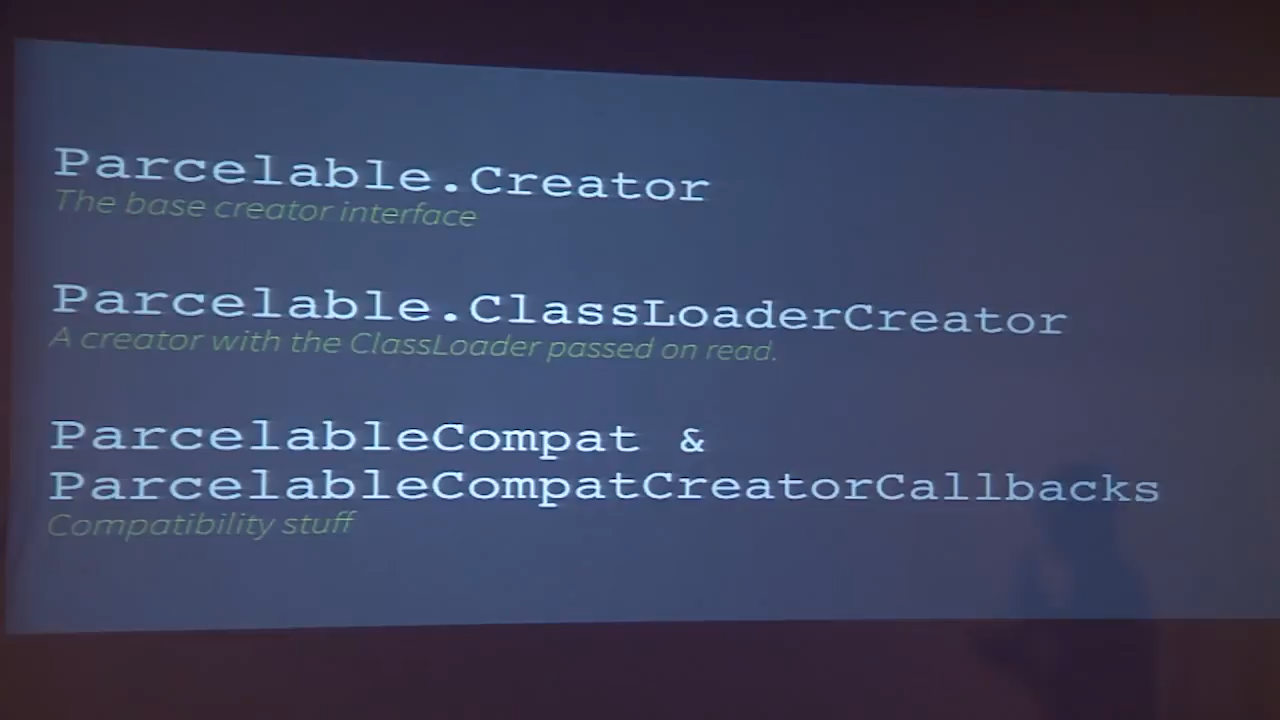 Parcelable.Creator
The base creator interface
Parcelable.ClassLoaderCreator
A creator with the ClassLoader passed on read.
ParcelableCompat &
ParcelableCompatCreatorCallbacks
Compatibility stuff